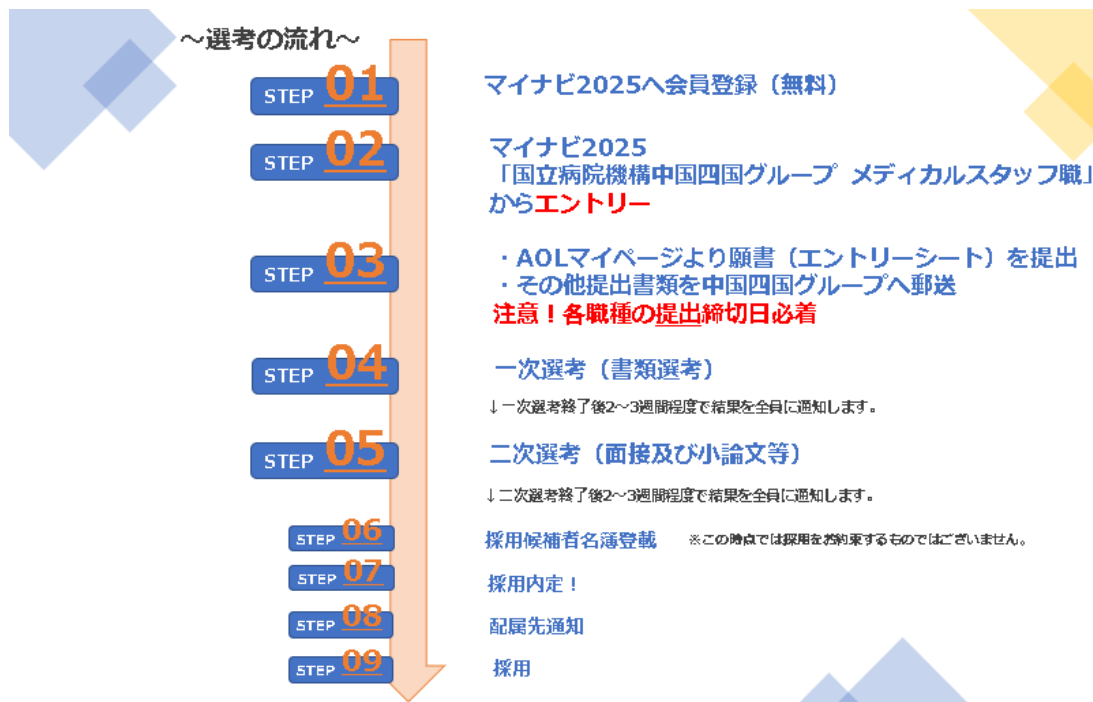 ～選考の流れ～
STEP 01
マイナビ2025へ会員登録（無料）
STEP 02
マイナビ2025
「国立病院機構中国四国グループ メディカルスタッフ職」
からエントリー
STEP 03
・AOLマイページより願書（エントリーシート）を提出
・その他提出書類を中国四国グループへ郵送
注意！各職種の提出締切日必着
STEP 04
一次選考（書類選考）
↓一次選考終了後2～3週間程度で結果を全員に通知します。
STEP 05
二次選考（面接及び小論文等）
↓二次選考終了後2～3週間程度で結果を全員に通知します。
STEP 06
採用候補者名簿登載 ※この時点では採用をお約束するものではございません。
STEP 07
採用内定！
STEP 08
配属先通知
STEP 09
採用